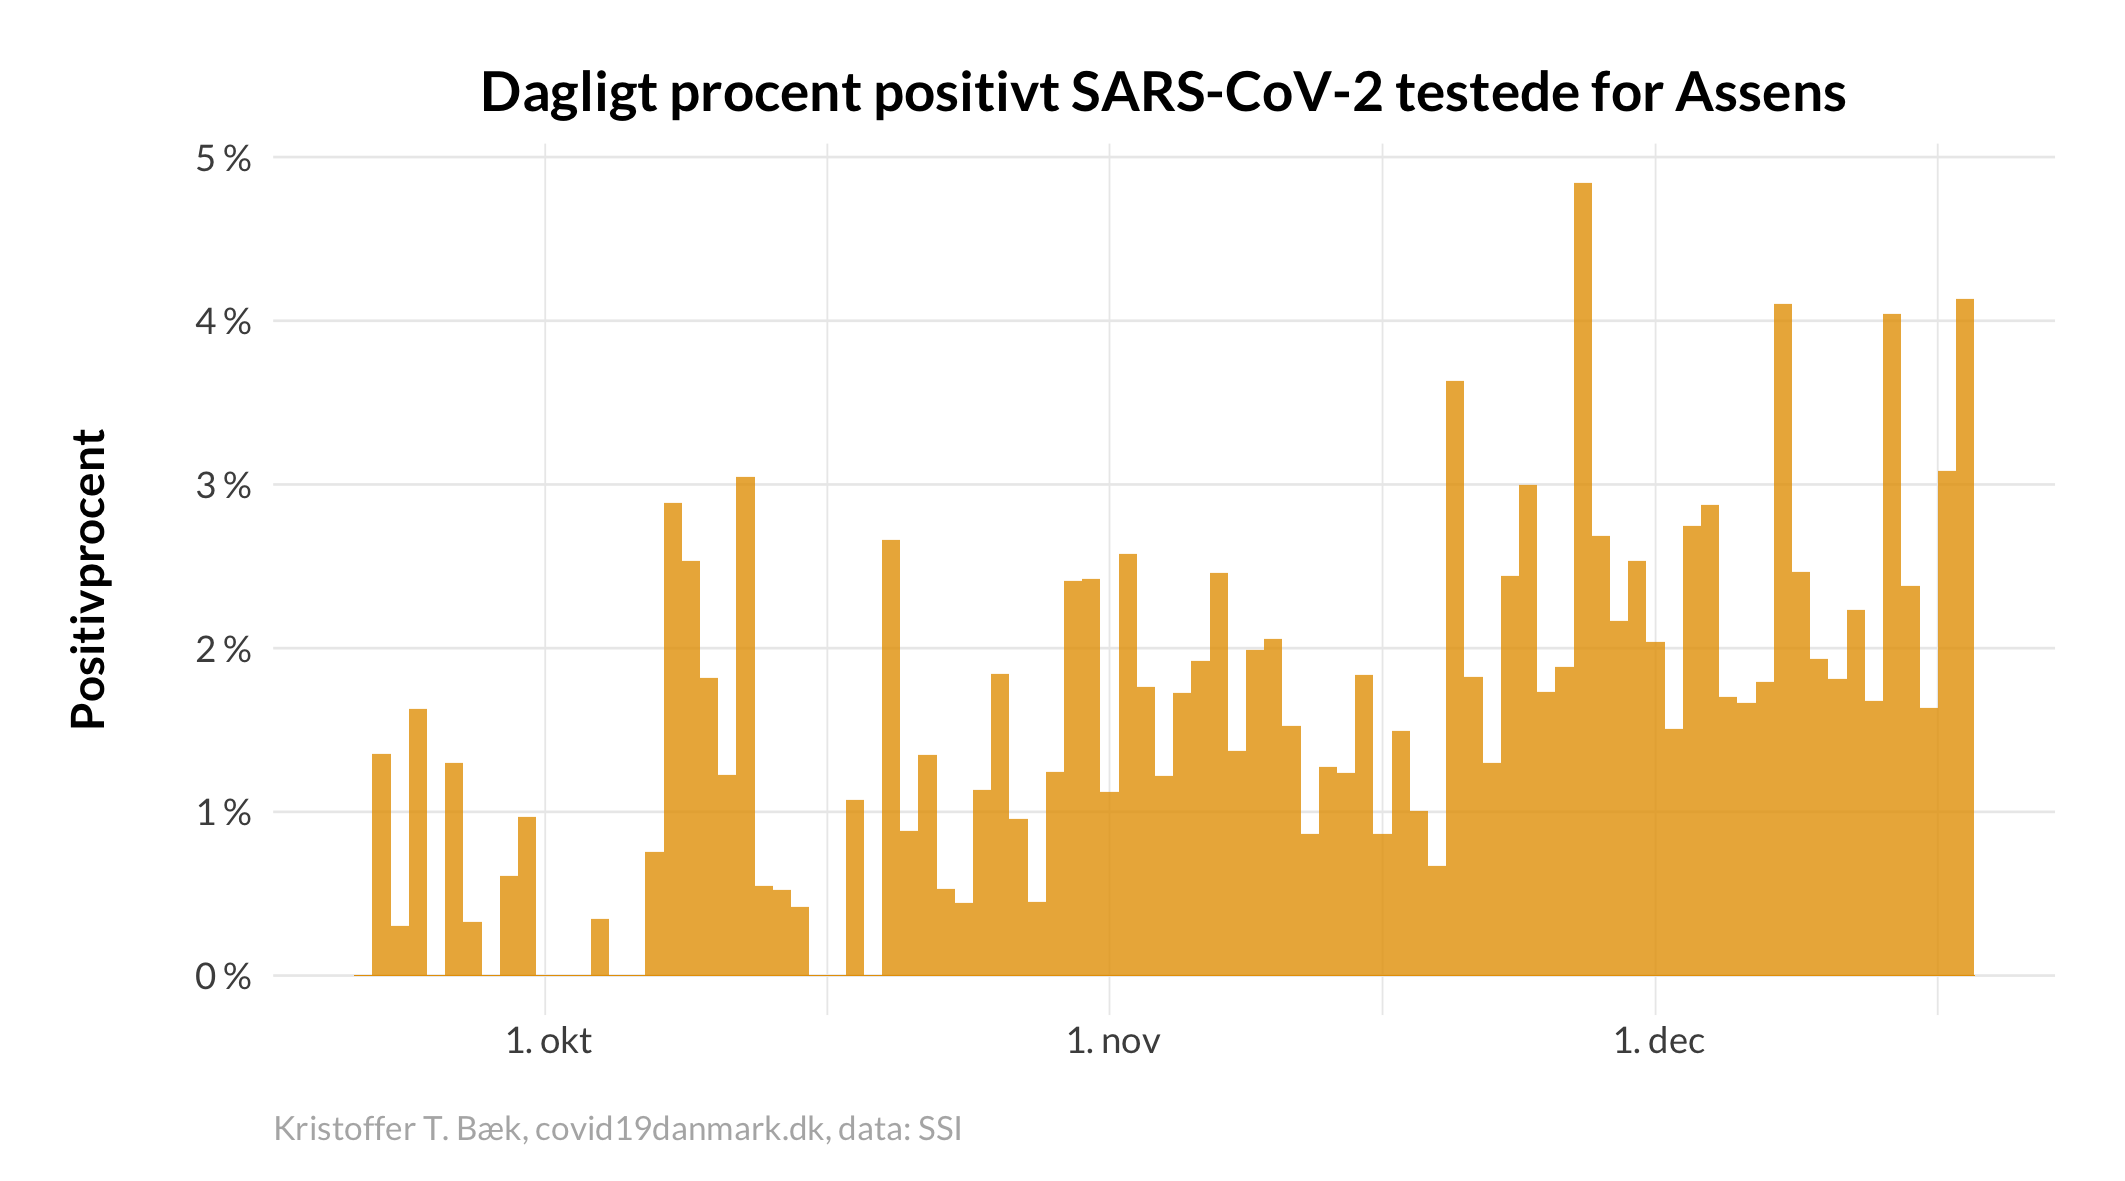 Dagligt procent positivt SARS-CoV-2 testede for Assens
Positivprocent
5 %
4 %
3 %
2 %
1 %
0 %
1. okt
1. nov
1. dec
Kristoffer T. Bæk, covid19danmark.dk, data: SSI